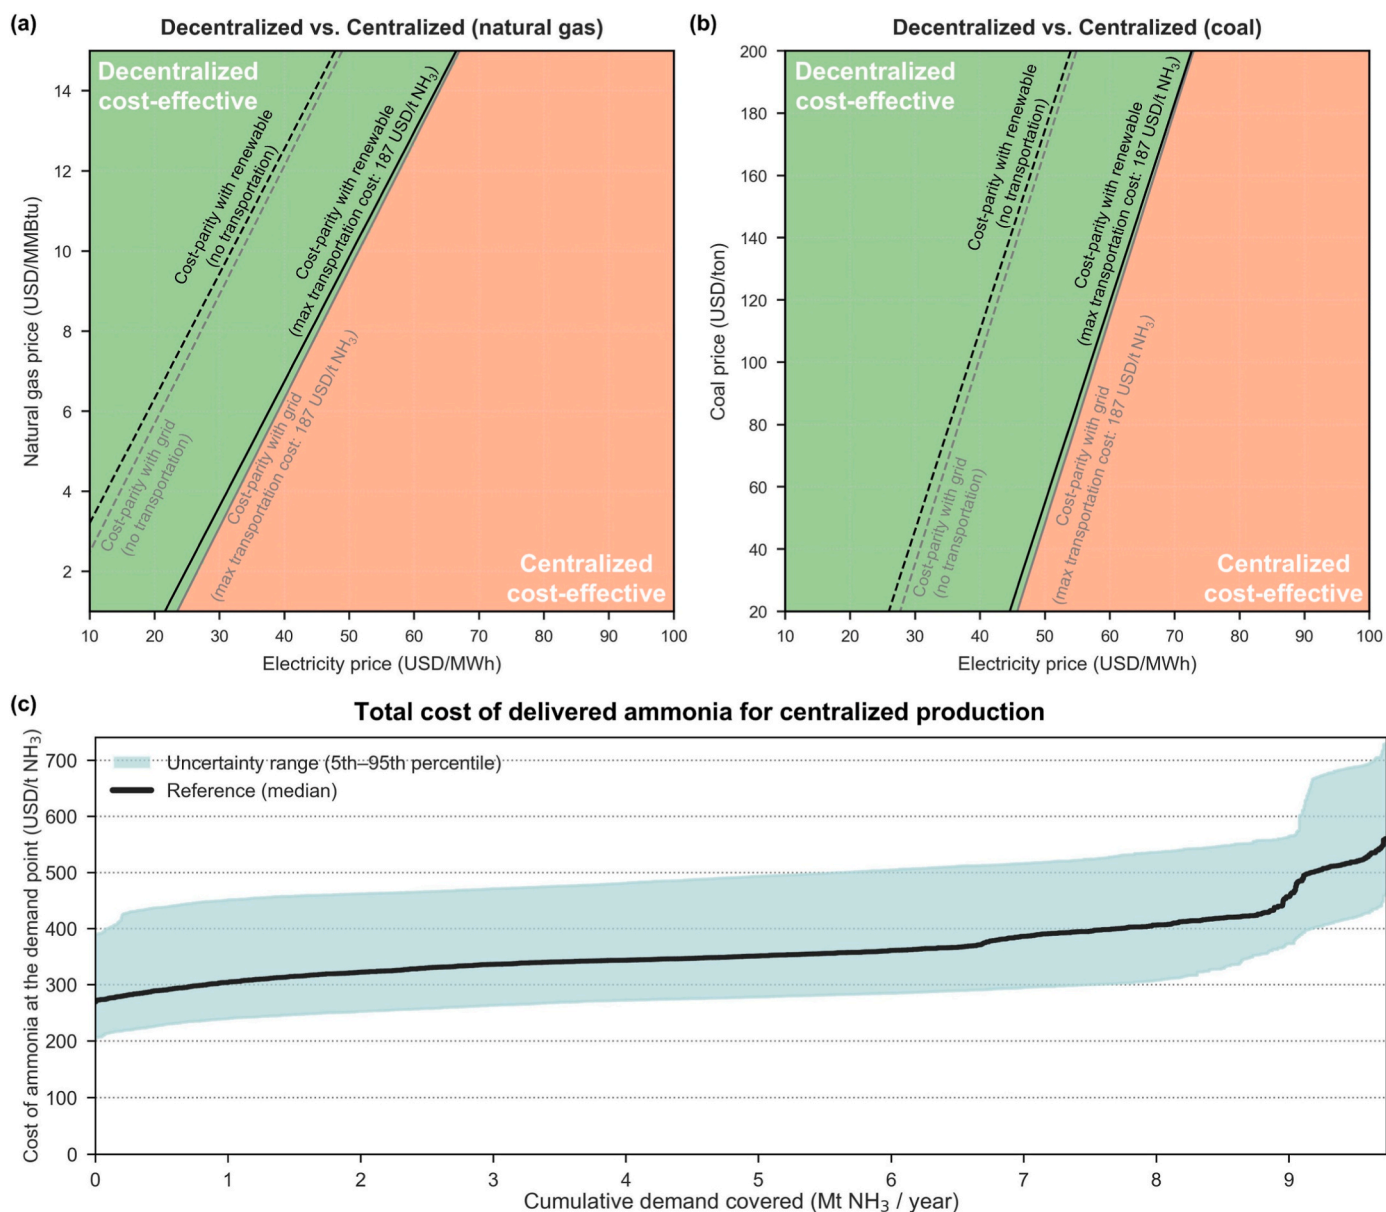 (a)
Decentralized vs. Centralized (natural gas)
Decentralized
cost-effective
Cost-parity with renewable
(no transportation)
Cost-parity with renewable
(max transportation cost: 187 USD/t NH₃)
Cost-parity with grid
(no transportation)
Cost-parity with grid
(max transportation cost: 187 USD/t NH₃)
Centralized
cost-effective
Natural gas price (USD/MMBtu)
14
12
10
8
6
4
2
10 20 30 40 50 60 70 80 90 100
Electricity price (USD/MWh)
(b)
Decentralized vs. Centralized (coal)
Decentralized
cost-effective
Cost-parity with renewable
(no transportation)
Cost-parity with renewable
(max transportation cost: 187 USD/t NH₃)
Cost-parity with grid
(no transportation)
Cost-parity with grid
(max transportation cost: 187 USD/t NH₃)
Centralized
cost-effective
Coal price (USD/ton)
200
180
160
140
120
100
80
60
40
20
10 20 30 40 50 60 70 80 90 100
Electricity price (USD/MWh)
(c)
Total cost of delivered ammonia for centralized production
Cost of ammonia at the demand point (USD/t NH₃)
700
600
500
400
300
200
100
0
Uncertainty range (5th–95th percentile)
Reference (median)
0 1 2 3 4 5 6 7 8 9
Cumulative demand covered (Mt NH₃ / year)